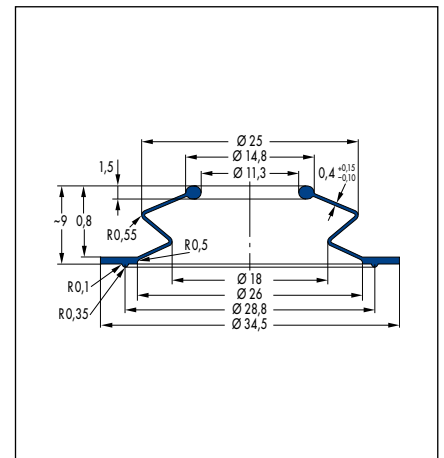 Ø 25
Ø 14,8
1,5
Ø 11,3
0,4 +0,15 −0,10
~9
0,8
R0,55
R0,5
Ø 18
R0,1
Ø 26
R0,35
Ø 28,8
Ø 34,5